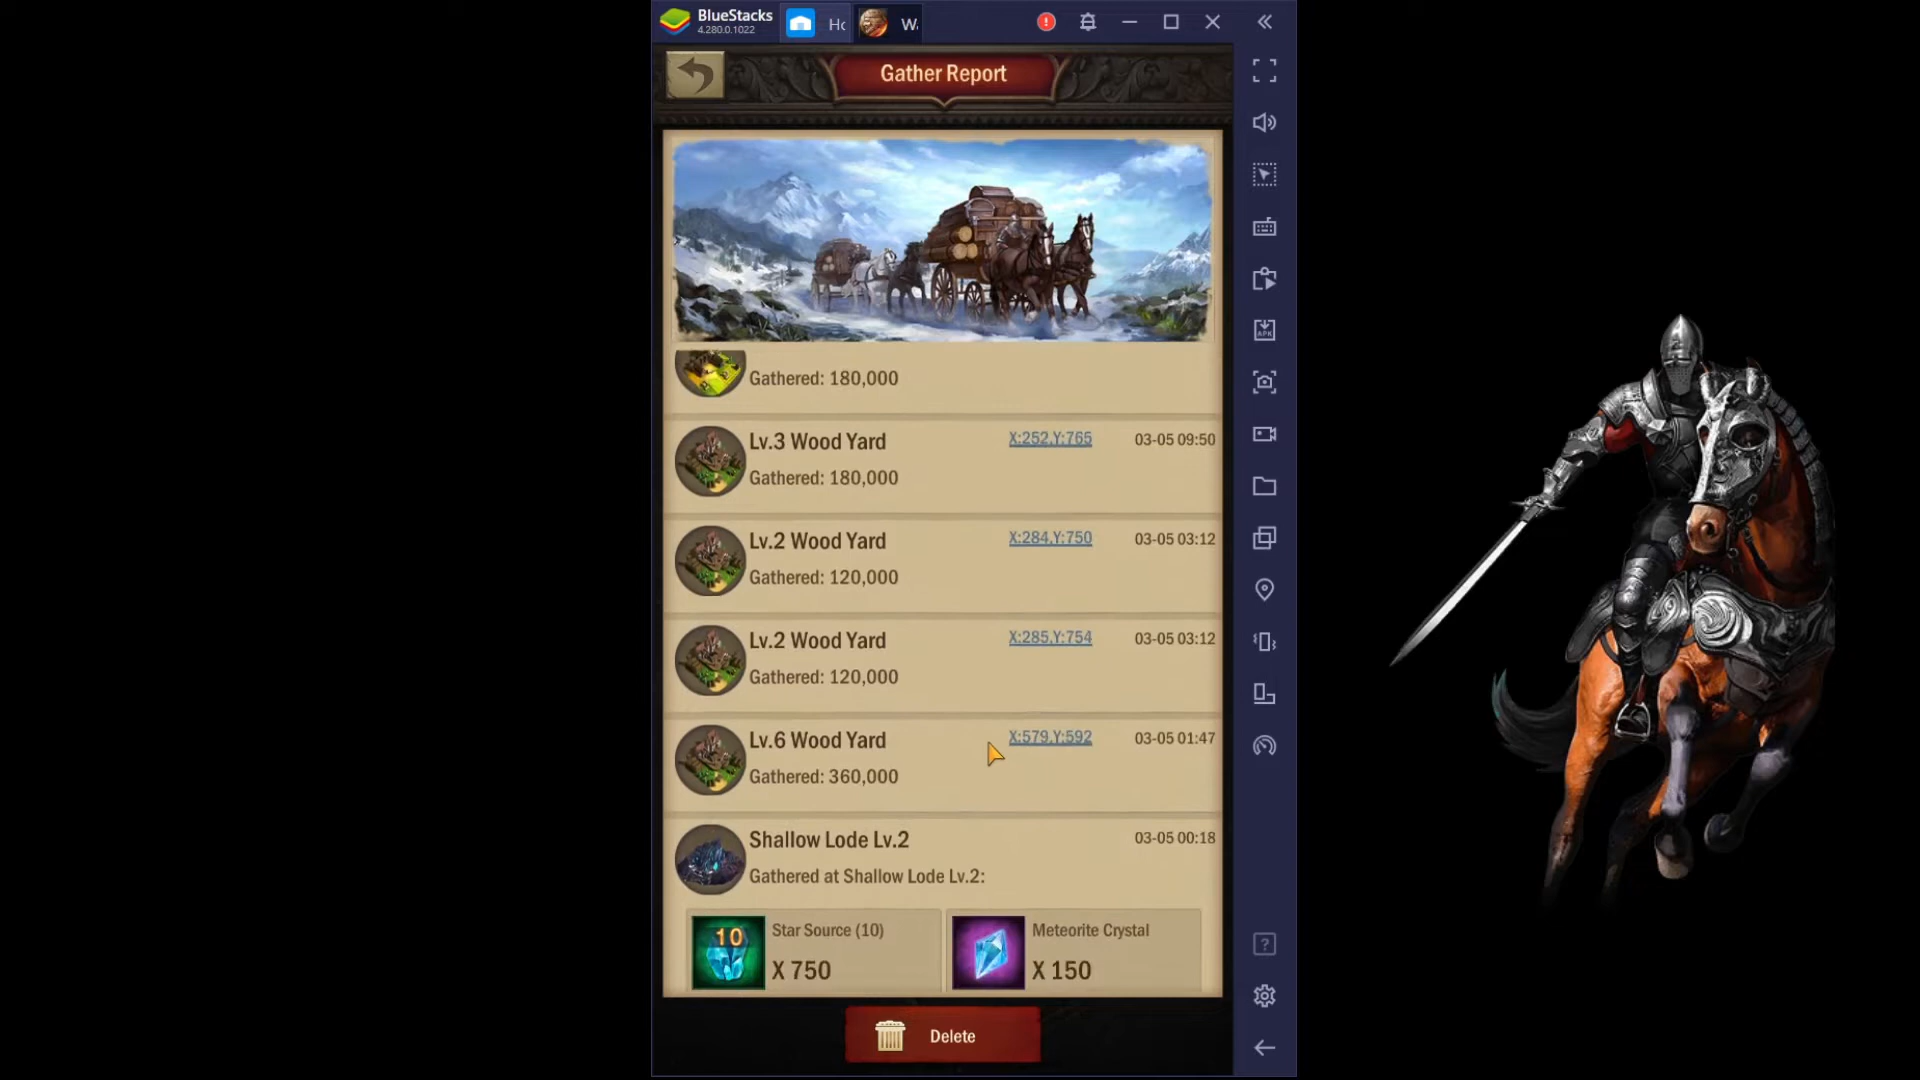 BlueStacks
4.280.0.1022
Ho
W
Gather Report
Gathered: 180,000
Lv.3 Wood Yard
X:252,Y:765
03-05 09:50
Gathered: 180,000
Lv.2 Wood Yard
X:284,Y:750
03-05 03:12
Gathered: 120,000
Lv.2 Wood Yard
X:285,Y:754
03-05 03:12
Gathered: 120,000
Lv.6 Wood Yard
X:579,Y:592
03-05 01:47
Gathered: 360,000
Shallow Lode Lv.2
03-05 00:18
Gathered at Shallow Lode Lv.2:
10
Star Source (10)
X 750
Meteorite Crystal
X 150
Delete
APK